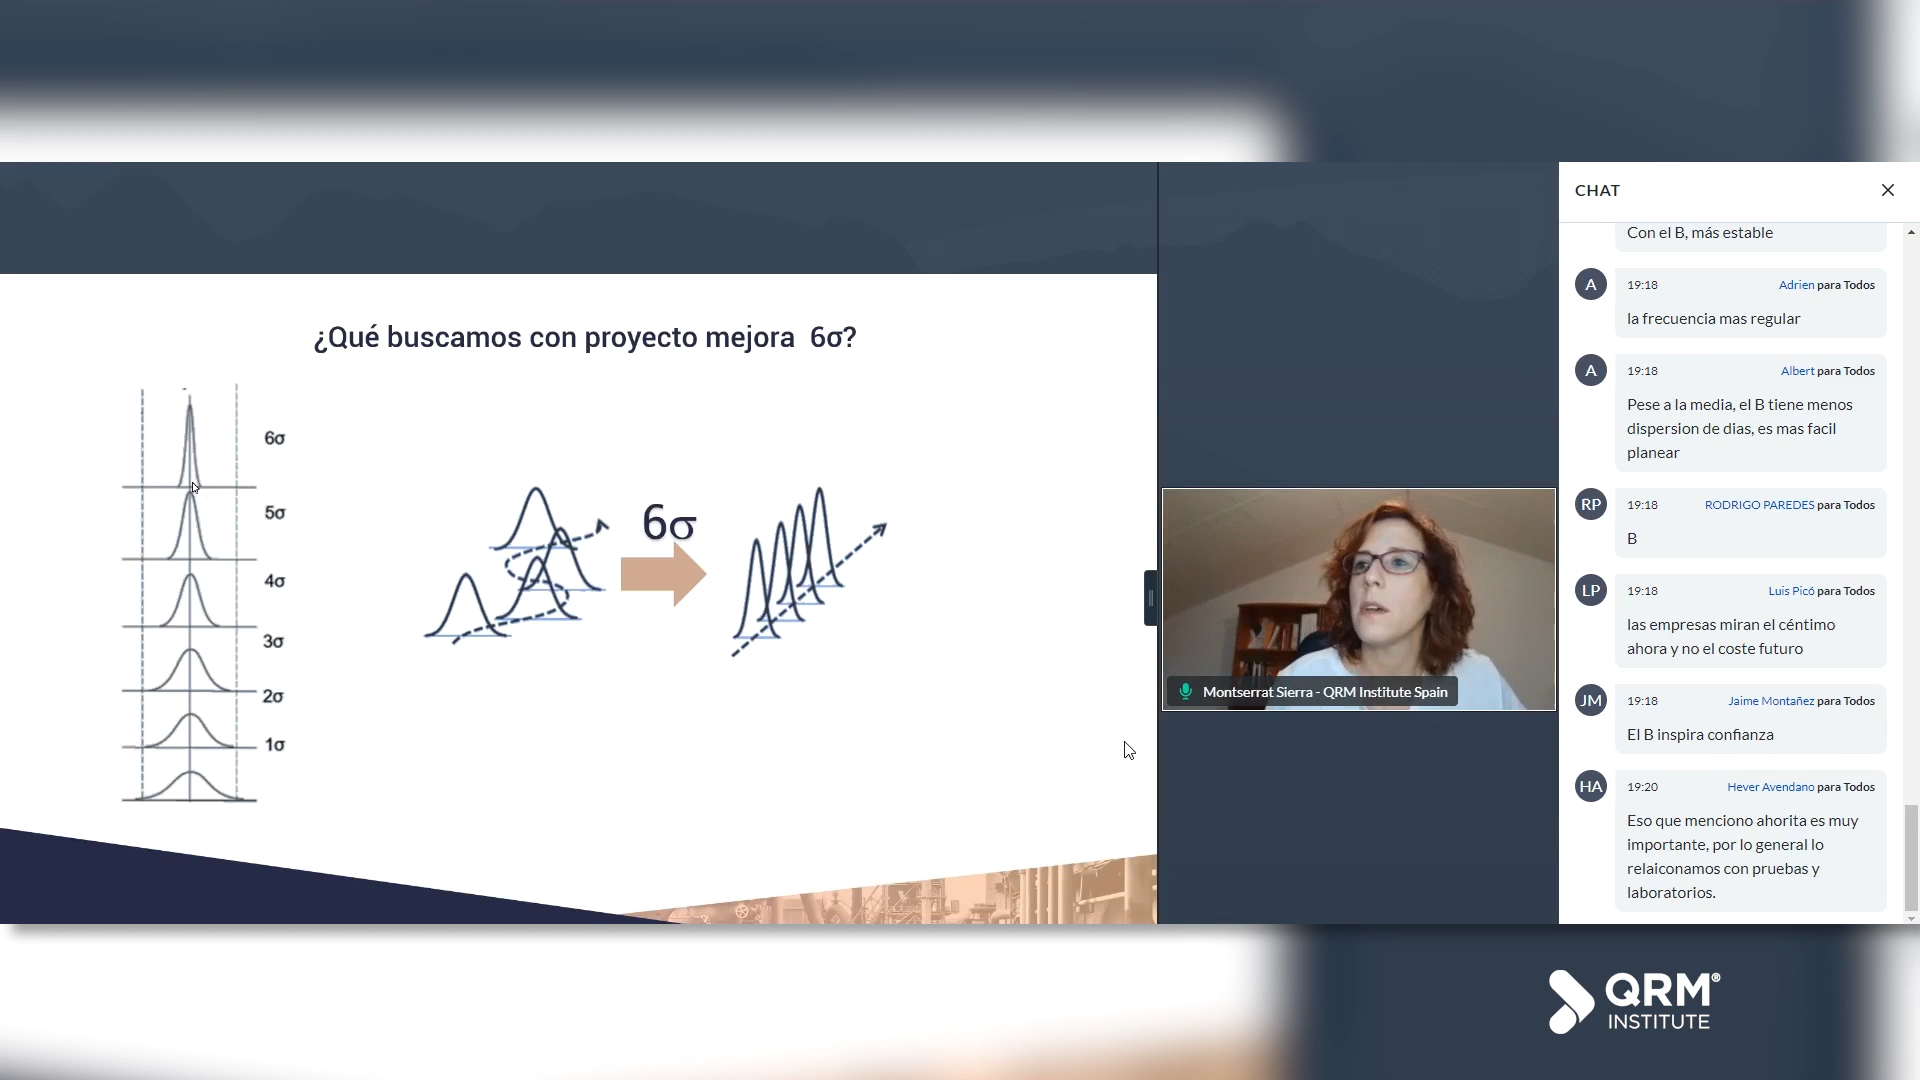 ¿Qué buscamos con proyecto mejora 6σ?
6σ
5σ
4σ
3σ
2σ
1σ
6σ
Montserrat Sierra - QRM Institute Spain
CHAT
Con el B, más estable
A
19:18 Adrien para Todos
la frecuencia mas regular
A
19:18 Albert para Todos
Pese a la media, el B tiene menos
dispersion de dias, es mas facil
planear
RP
19:18 RODRIGO PAREDES para Todos
B
LP
19:18 Luis Picó para Todos
las empresas miran el céntimo
ahora y no el coste futuro
JM
19:18 Jaime Montañez para Todos
El B inspira confianza
HA
19:20 Hever Avendano para Todos
Eso que menciono ahorita es muy
importante, por lo general lo
relaiconamos con pruebas y
laboratorios.
QRM®
INSTITUTE